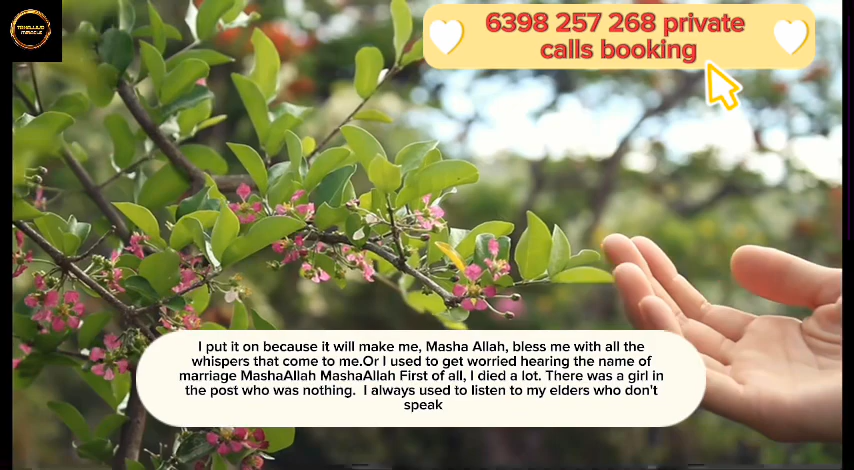 6398 257 268 private
calls booking
I put it on because it will make me, Masha Allah, bless me with all the
whispers that come to me.Or I used to get worried hearing the name of
marriage MashaAllah MashaAllah First of all, I died a lot. There was a girl in
the post who was nothing.  I always used to listen to my elders who don't
speak